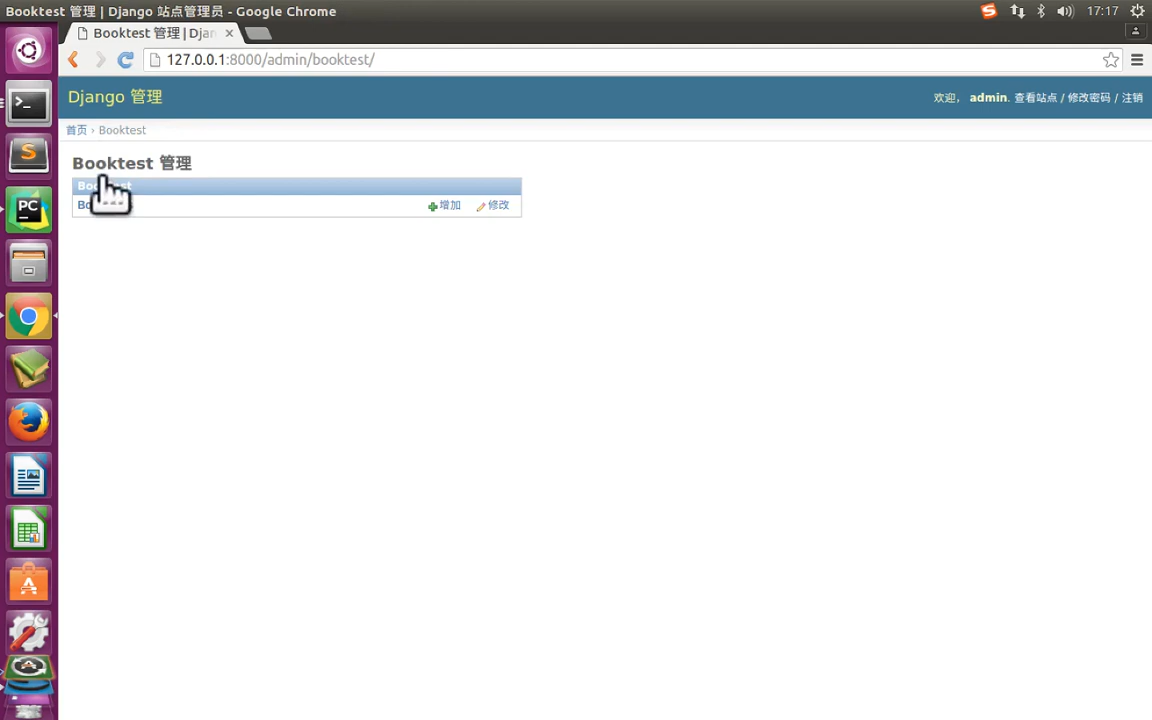 Booktest 管理 | Django 站点管理员 - Google Chrome
17:17
Booktest 管理 | Djan
127.0.0.1:8000/admin/booktest/
Django 管理
欢迎， admin. 查看站点 / 修改密码 / 注销
首页 › Booktest
Booktest 管理
增加 修改